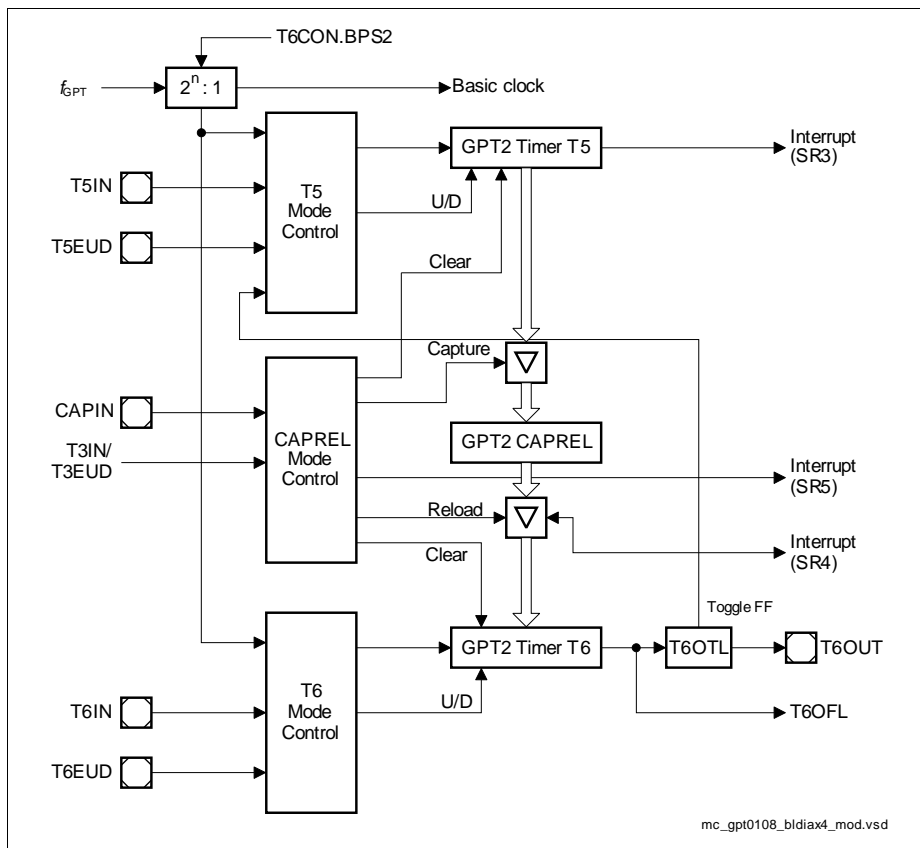 T6CON.BPS2
fGPT
2n : 1
Basic clock
GPT2 Timer T5
Interrupt
(SR3)
T5IN
T5
Mode
Control
U/D
T5EUD
Clear
Capture
CAPIN
GPT2 CAPREL
CAPREL
Mode
Control
T3IN/
T3EUD
Interrupt
(SR5)
Reload
Interrupt
(SR4)
Clear
Toggle FF
GPT2 Timer T6
T6OTL
T6OUT
U/D
T6
Mode
Control
T6IN
T6OFL
T6EUD
mc_gpt0108_bldiax4_mod.vsd